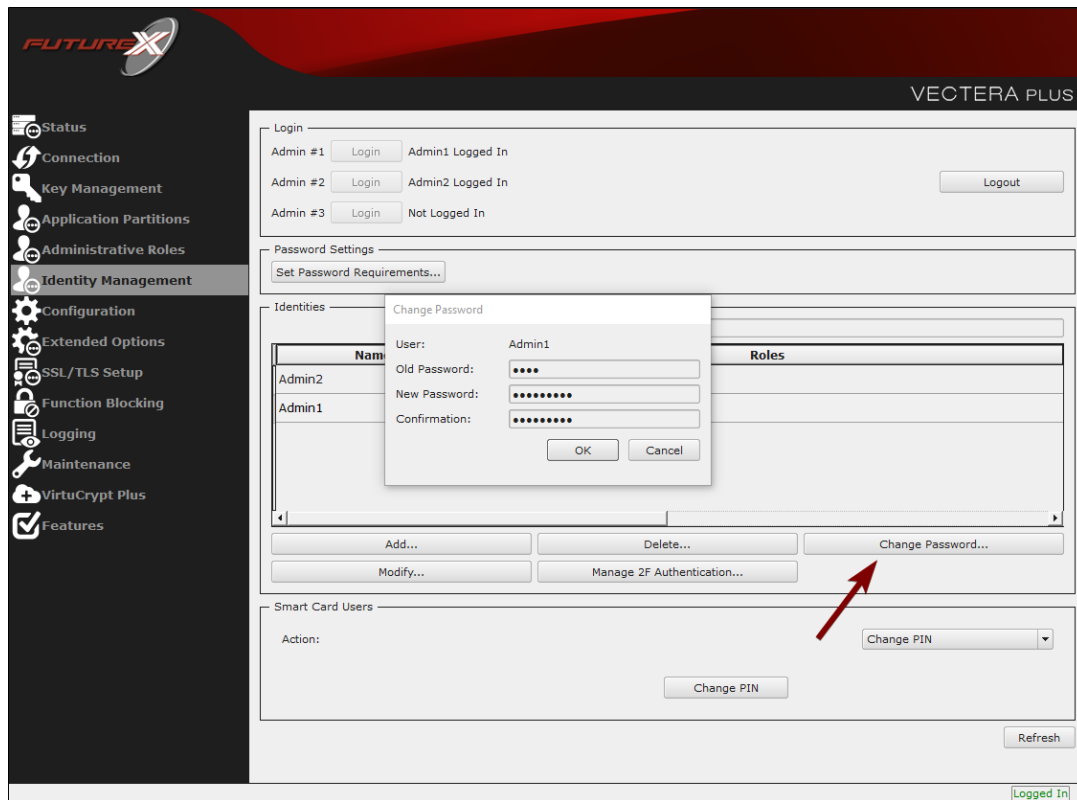 FUTUREX
VECTERA PLUS
Status
Connection
Key Management
Application Partitions
Administrative Roles
Identity Management
Configuration
Extended Options
SSL/TLS Setup
Function Blocking
Logging
Maintenance
VirtuCrypt Plus
Features
Login
Admin #1 Login Admin1 Logged In
Admin #2 Login Admin2 Logged In
Logout
Admin #3 Login Not Logged In
Password Settings
Set Password Requirements...
Identities
Roles
Admin2
Admin1
Change Password
User: Admin1
Old Password: ••••
New Password: •••••••••
Confirmation: •••••••••
OK Cancel
Add... Delete... Change Password...
Modify... Manage 2F Authentication...
Smart Card Users
Action: Change PIN
Change PIN
Refresh
Logged In